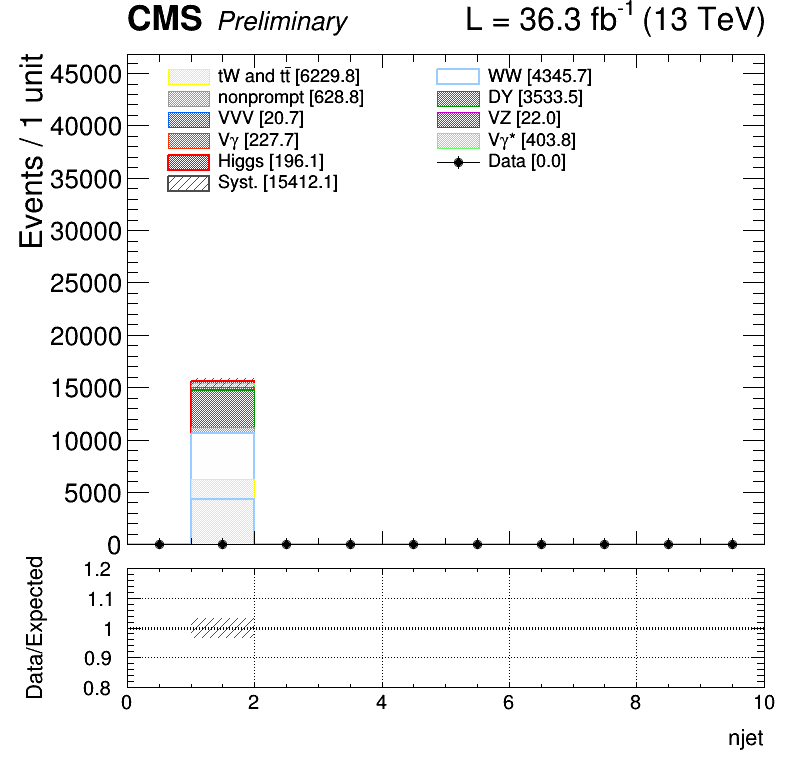 CMS Preliminary L = 36.3 fb⁻¹ (13 TeV)
Events / 1 unit
45000
40000
35000
30000
25000
20000
15000
10000
5000
0
tW and tt̄ [6229.8]
nonprompt [628.8]
VVV [20.7]
Vγ [227.7]
Higgs [196.1]
Syst. [15412.1]
WW [4345.7]
DY [3533.5]
VZ [22.0]
Vγ* [403.8]
Data [0.0]
Data/Expected
1.2
1.1
1
0.9
0.8
0 2 4 6 8 10
njet